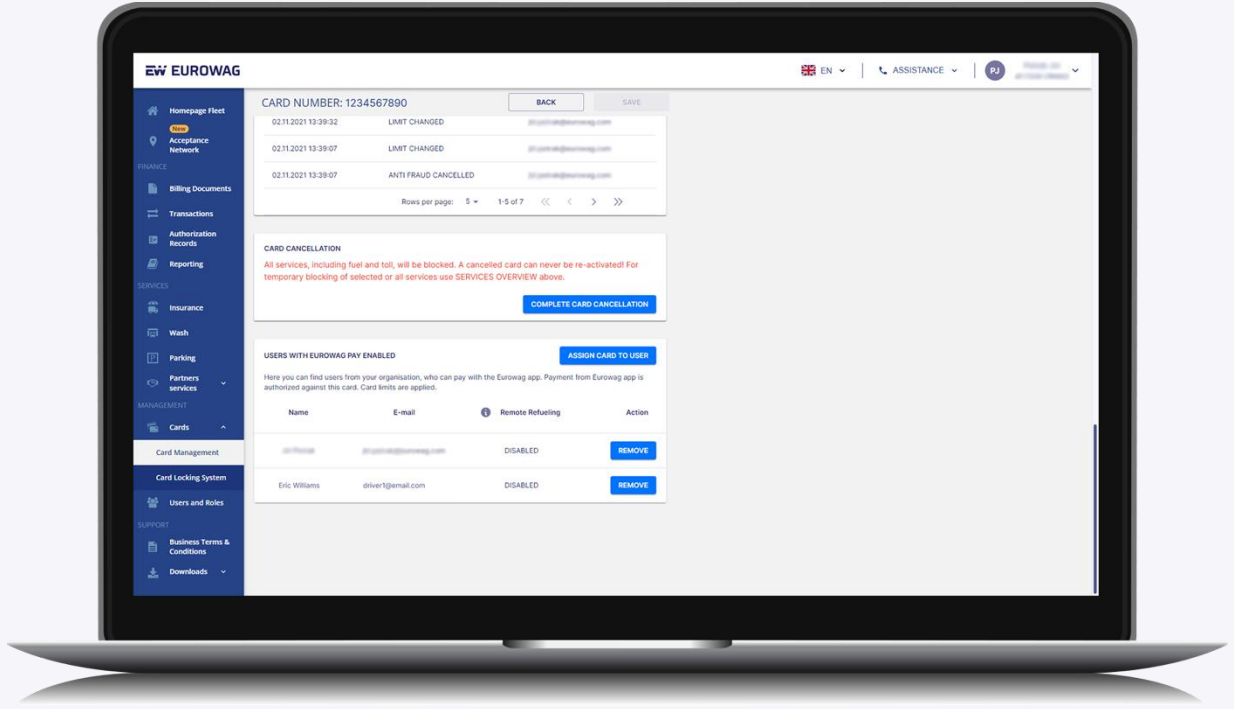 EW EUROWAG
EN
ASSISTANCE
PJ
Homepage Fleet
New
Acceptance
Network
FINANCE
Billing Documents
Transactions
Authorization
Records
Reporting
SERVICES
Insurance
Wash
Parking
Partners
services
MANAGEMENT
Cards
Card Management
Card Locking System
Users and Roles
SUPPORT
Business Terms &
Conditions
Downloads
CARD NUMBER: 1234567890
BACK
SAVE
02.11.2021 13:39:32 LIMIT CHANGED
02.11.2021 13:39:07 LIMIT CHANGED
02.11.2021 13:39:07 ANTI FRAUD CANCELLED
Rows per page: 5 1-5 of 7
CARD CANCELLATION
All services, including fuel and toll, will be blocked. A cancelled card can never be re-activated! For
temporary blocking of selected or all services use SERVICES OVERVIEW above.
COMPLETE CARD CANCELLATION
USERS WITH EUROWAG PAY ENABLED
ASSIGN CARD TO USER
Here you can find users from your organisation, who can pay with the Eurowag app. Payment from Eurowag app is
authorized against this card. Card limits are applied.
Name E-mail Remote Refueling Action
DISABLED REMOVE
Eric Williams driver1@email.com DISABLED REMOVE